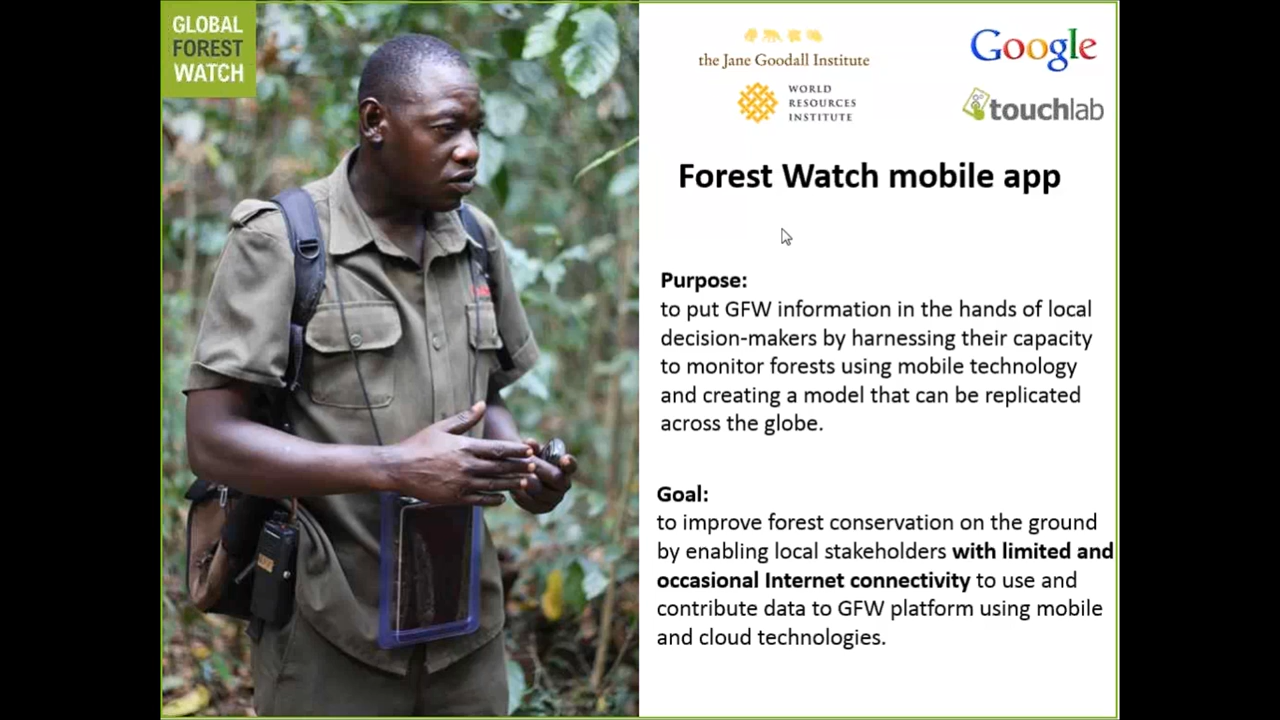 GLOBAL
FOREST
WATCH
the Jane Goodall Institute
Google
WORLD
RESOURCES
INSTITUTE
touchlab
Forest Watch mobile app
Purpose:
to put GFW information in the hands of local
decision-makers by harnessing their capacity
to monitor forests using mobile technology
and creating a model that can be replicated
across the globe.
Goal:
to improve forest conservation on the ground
by enabling local stakeholders with limited and
occasional Internet connectivity to use and
contribute data to GFW platform using mobile
and cloud technologies.